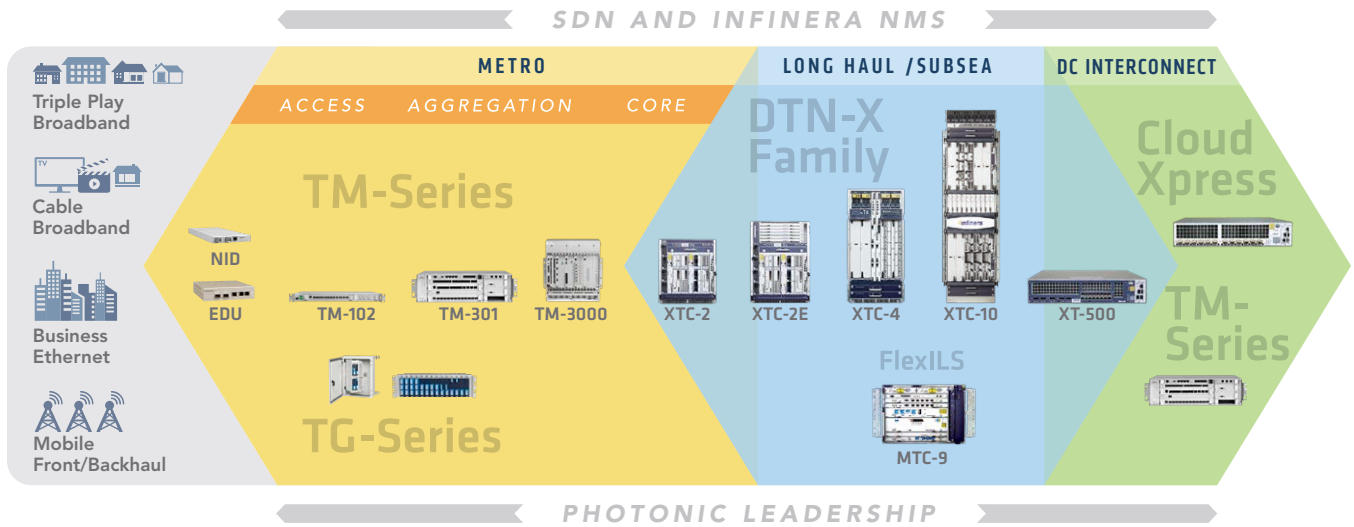 SDN AND INFINERA NMS
METRO
LONG HAUL /SUBSEA
DC INTERCONNECT
ACCESS
AGGREGATION
CORE
Triple Play
Broadband
TV
Cable
Broadband
Business
Ethernet
Mobile
Front/Backhaul
TM-Series
NID
EDU
TM-102
TM-301
TM-3000
TG-Series
DTN-X
Family
infinera
XTC-2
XTC-2E
XTC-4
XTC-10
XT-500
FlexILS
MTC-9
Cloud
Xpress
TM-
Series
PHOTONIC LEADERSHIP